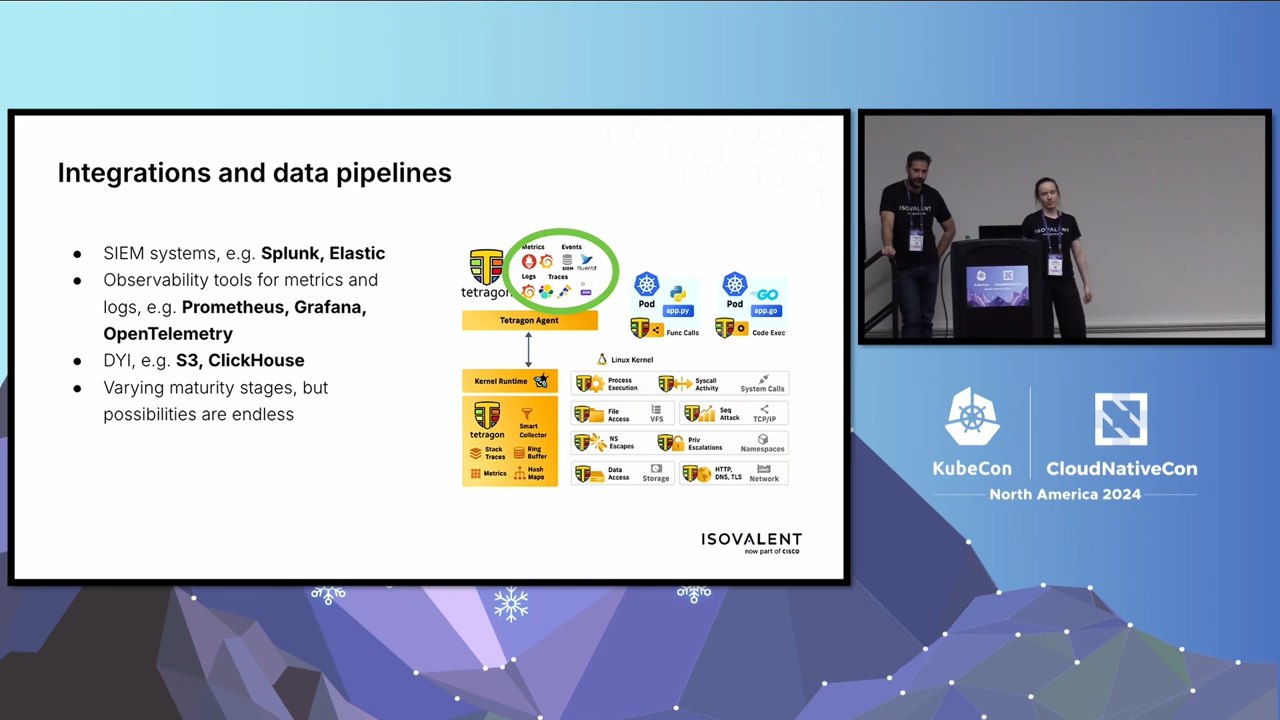 Integrations and data pipelines
● SIEM systems, e.g. Splunk, Elastic
● Observability tools for metrics and
logs, e.g. Prometheus, Grafana,
OpenTelemetry
● DYI, e.g. S3, ClickHouse
● Varying maturity stages, but
possibilities are endless
Metrics
Events
SIEM
fluentd
Logs
Traces
tetragon
Tetragon Agent
Pod
app.py
Func Calls
Pod
GO
app.go
Code Exec
Linux Kernel
Kernel Runtime
tetragon
Smart
Collector
Stack
Traces
Ring
Buffer
Metrics
Hash
Maps
Process
Execution
Syscall
Activity
System Calls
File
Access
VFS
Seq
Attack
TCP/IP
NS
Escapes
Priv
Escalations
Namespaces
Data
Access
Storage
HTTP,
DNS, TLS
Network
ISOVALENT
now part of CISCO
ISOVALENT
ISOVALENT
KubeCon
CloudNativeCon
North America 2024